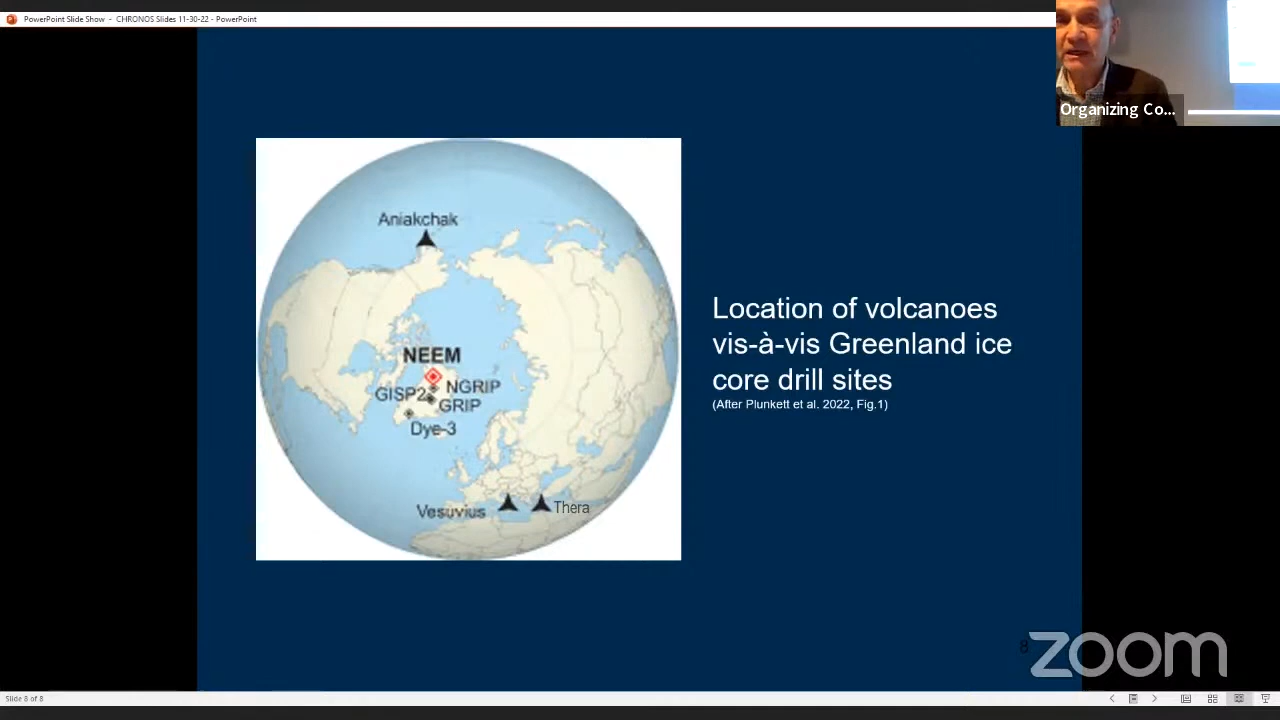 PowerPoint Slide Show - CHRONOS Slides 11-30-22 - PowerPoint
Organizing Co...
Aniakchak
NEEM
GISP2
NGRIP
GRIP
Dye-3
Vesuvius
Thera
Location of volcanoes
vis-à-vis Greenland ice
core drill sites
(After Plunkett et al. 2022, Fig.1)
8
zoom
Slide 8 of 8